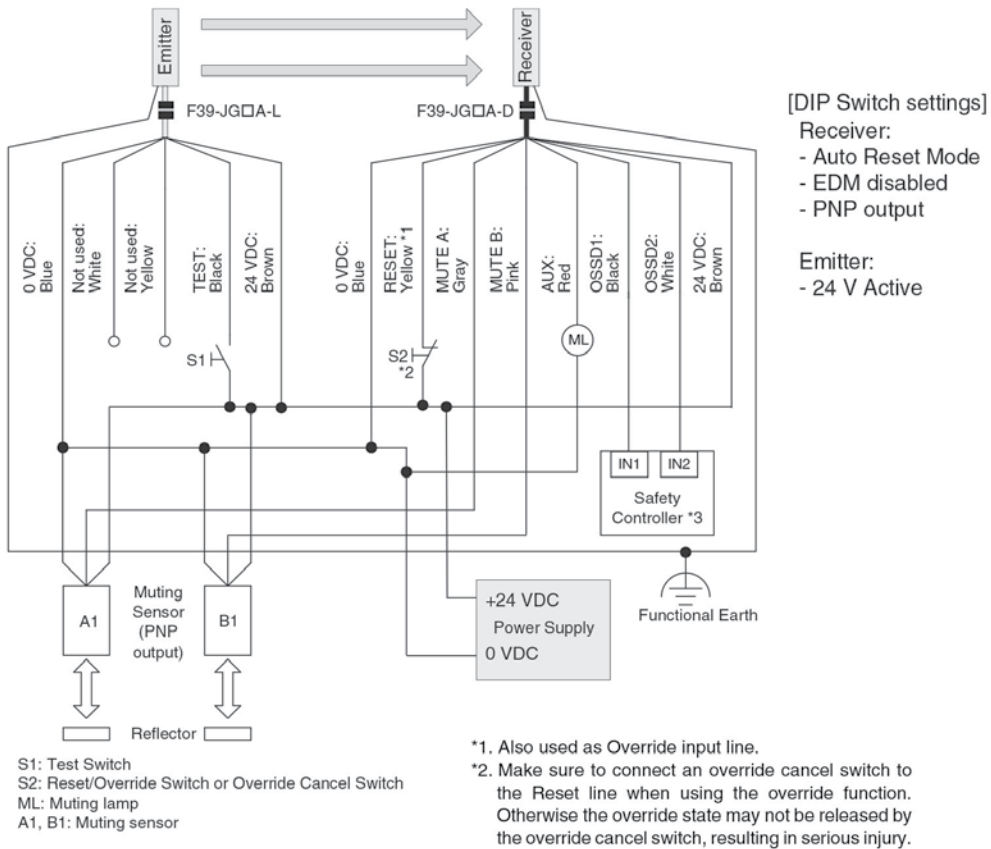 Emitter
Receiver
F39-JG□A-L
F39-JG□A-D
[DIP Switch settings]
Receiver:
- Auto Reset Mode
- EDM disabled
- PNP output
Emitter:
- 24 V Active
0 VDC:
Blue
Not used:
White
Not used:
Yellow
TEST:
Black
24 VDC:
Brown
0 VDC:
Blue
RESET:
Yellow *1
MUTE A:
Gray
MUTE B:
Pink
AUX:
Red
OSSD1:
Black
OSSD2:
White
24 VDC:
Brown
S1
S2
*2
ML
IN1
IN2
Safety
Controller *3
Functional Earth
A1
Muting
Sensor
(PNP
output)
B1
+24 VDC
Power Supply
0 VDC
Reflector
S1: Test Switch
S2: Reset/Override Switch or Override Cancel Switch
ML: Muting lamp
A1, B1: Muting sensor
*1. Also used as Override input line.
*2. Make sure to connect an override cancel switch to
the Reset line when using the override function.
Otherwise the override state may not be released by
the override cancel switch, resulting in serious injury.